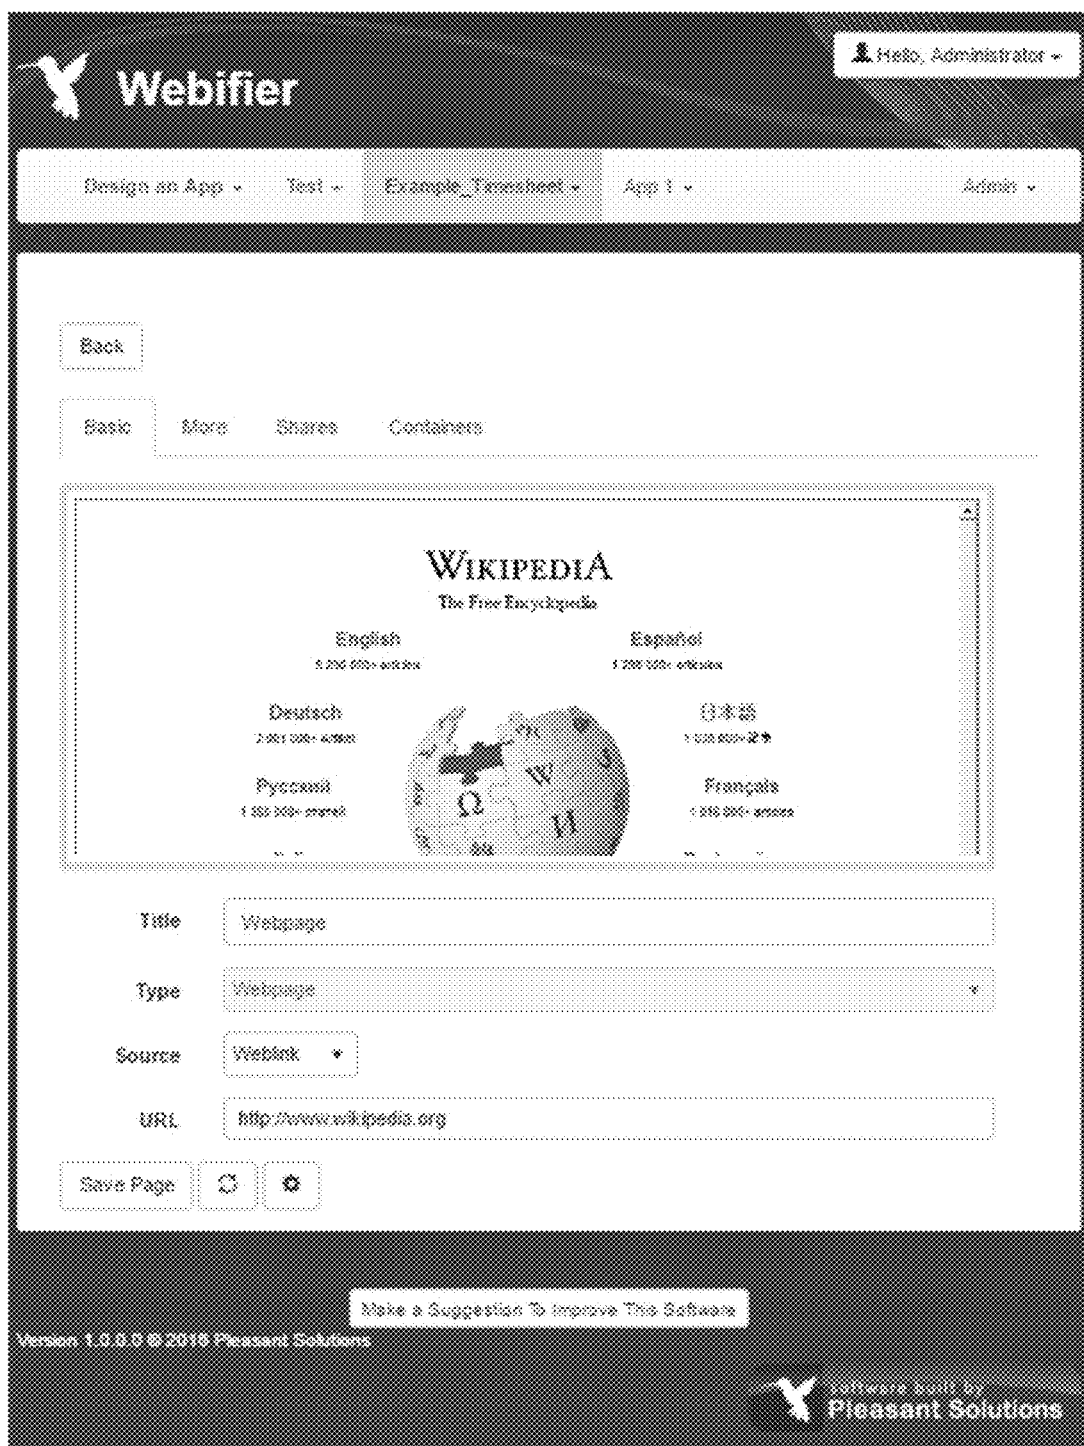 Hello, Administrator
Webifier
Design an App Test Example_Timesheet App 1 Admin
Back
Basic More Shares Containers
WIKIPEDIA
The Free Encyclopedia
English Español
Deutsch 日本語
Русский Français
Title Webpage
Type Webpage
Source Weblink
URL http://www.wikipedia.org
Save Page
Make a Suggestion To Improve This Software
Version 1.0.0.0 © 2016 Pleasant Solutions
software built by
Pleasant Solutions